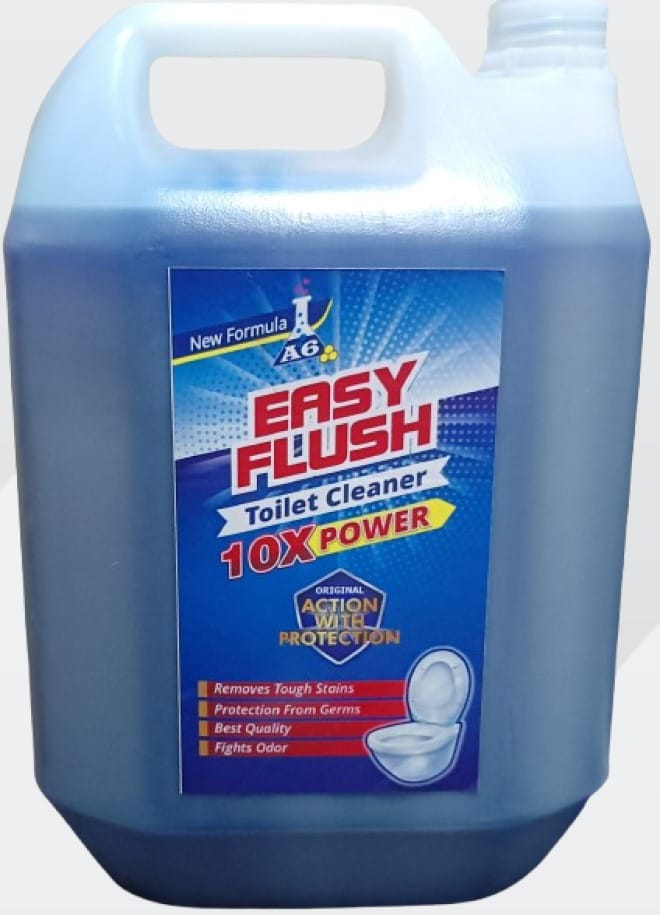 New Formula
A6
EASY
FLUSH
Toilet Cleaner
10X POWER
ORIGINAL
ACTION
WITH
PROTECTION
Removes Tough Stains
Protection From Germs
Best Quality
Fights Odor